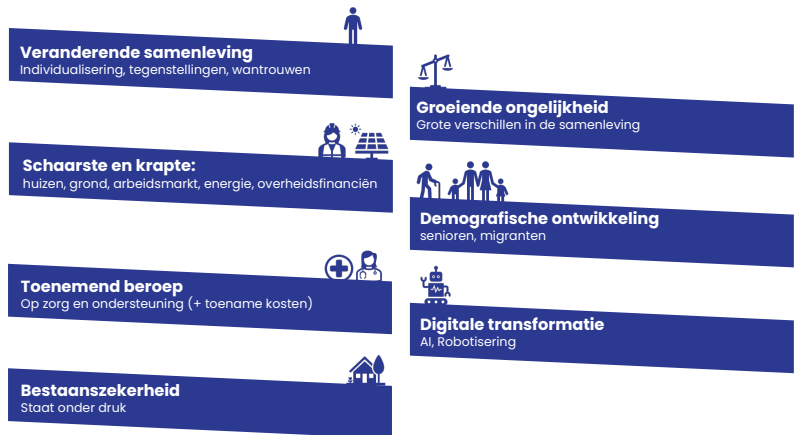 Veranderende samenleving
Individualisering, tegenstellingen, wantrouwen
Schaarste en krapte:
huizen, grond, arbeidsmarkt, energie, overheidsfinanciën
Toenemend beroep
Op zorg en ondersteuning (+ toename kosten)
Bestaanszekerheid
Staat onder druk
Groeiende ongelijkheid
Grote verschillen in de samenleving
Demografische ontwikkeling
senioren, migranten
Digitale transformatie
AI, Robotisering